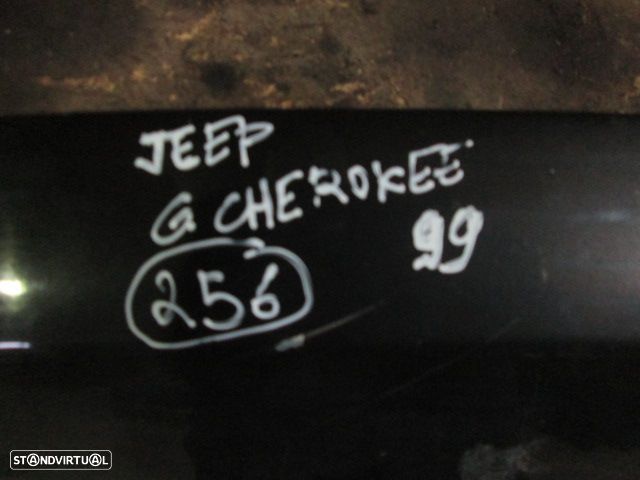 JEEP
G CHEROKEE
99
256
STANDVIRTUAL